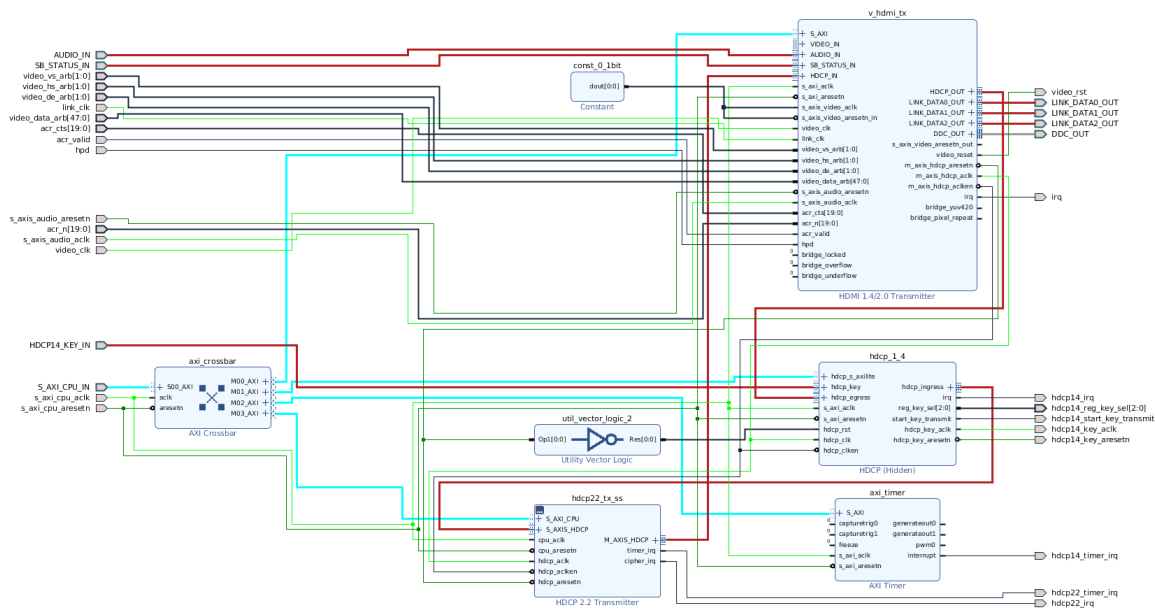 v_hdmi_tx
AUDIO_IN
SB_STATUS_IN
video_vs_arb[1:0]
video_hs_arb[1:0]
video_de_arb[1:0]
link_clk
video_data_arb[47:0]
acr_cts[19:0]
acr_valid
hpd
s_axis_audio_aresetn
acr_n[19:0]
s_axis_audio_aclk
video_clk
HDCP14_KEY_IN
S_AXI_CPU_IN
s_axi_cpu_aclk
s_axi_cpu_aresetn
const_0_1bit
dout[0:0]
Constant
S_AXI
VIDEO_IN
AUDIO_IN
SB_STATUS_IN
HDCP_IN
s_axi_aclk
s_axi_aresetn
s_axis_video_aclk
s_axis_video_aresetn_in
video_clk
link_clk
video_vs_arb[1:0]
video_hs_arb[1:0]
video_de_arb[1:0]
video_data_arb[47:0]
s_axis_audio_aresetn
s_axis_audio_aclk
acr_cts[19:0]
acr_n[19:0]
acr_valid
hpd
0 bridge_locked
0 bridge_overflow
0 bridge_underflow
HDCP_OUT
LINK_DATA0_OUT
LINK_DATA1_OUT
LINK_DATA2_OUT
DDC_OUT
s_axis_video_aresetn_out
video_reset
m_axis_hdcp_aresetn
m_axis_hdcp_aclk
m_axis_hdcp_aclken
irq
bridge_yuv420
bridge_pixel_repeat
HDMI 1.4/2.0 Transmitter
video_rst
LINK_DATA0_OUT
LINK_DATA1_OUT
LINK_DATA2_OUT
DDC_OUT
irq
axi_crossbar
S00_AXI
aclk
aresetn
M00_AXI
M01_AXI
M02_AXI
M03_AXI
AXI Crossbar
util_vector_logic_2
Op1[0:0]
Res[0:0]
Utility Vector Logic
hdcp_1_4
hdcp_s_axilite
hdcp_key
hdcp_egress
s_axi_aclk
s_axi_aresetn
hdcp_rst
hdcp_clk
hdcp_clken
hdcp_ingress
irq
reg_key_sel[2:0]
start_key_transmit
hdcp_key_aclk
hdcp_key_aresetn
HDCP (Hidden)
hdcp14_irq
hdcp14_reg_key_sel[2:0]
hdcp14_start_key_transmit
hdcp14_key_aclk
hdcp14_key_aresetn
hdcp22_tx_ss
S_AXI_CPU
S_AXIS_HDCP
cpu_aclk
cpu_aresetn
hdcp_aclk
hdcp_aclken
hdcp_aresetn
M_AXIS_HDCP
timer_irq
cipher_irq
HDCP 2.2 Transmitter
axi_timer
S_AXI
0 capturetrig0
0 capturetrig1
0 freeze
s_axi_aclk
s_axi_aresetn
generateout0
generateout1
pwm0
interrupt
AXI Timer
hdcp14_timer_irq
hdcp22_timer_irq
hdcp22_irq